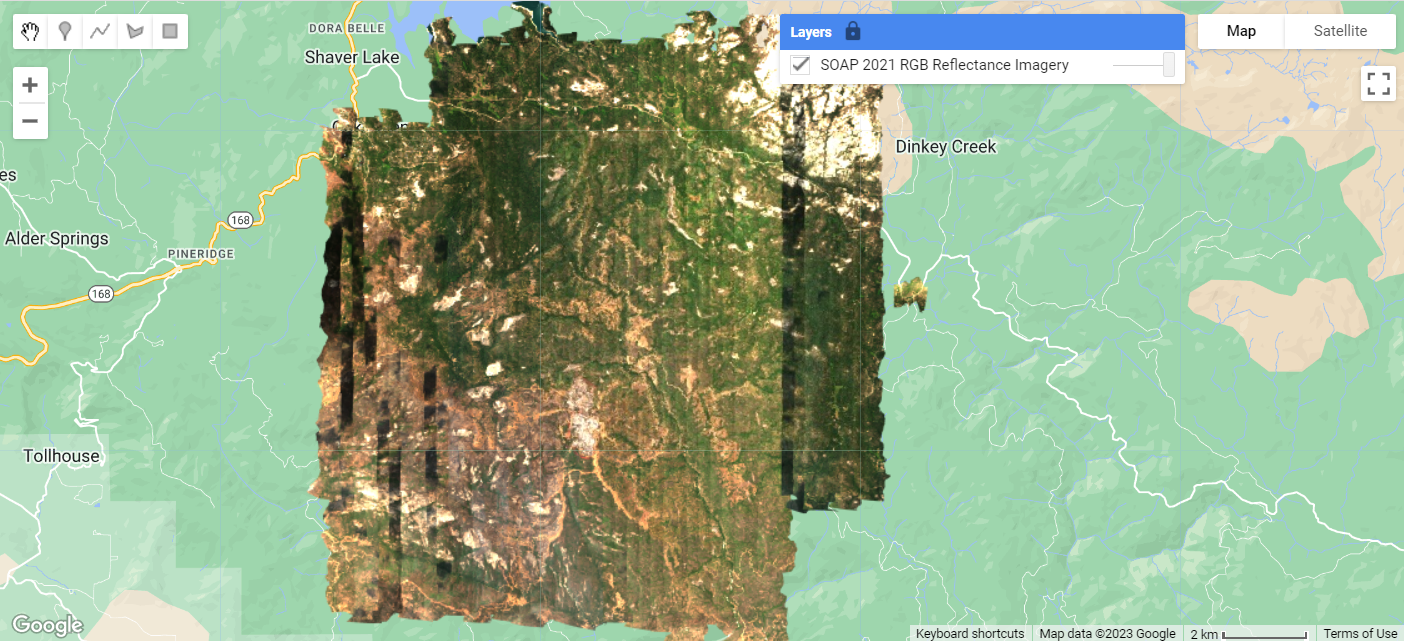 DORA BELLE
Shaver Lake
Layers
SOAP 2021 RGB Reflectance Imagery
Map
Satellite
Dinkey Creek
es
168
Alder Springs
PINERIDGE
168
Tollhouse
Google
Keyboard shortcuts
Map data ©2023 Google
2 km
Terms of Use